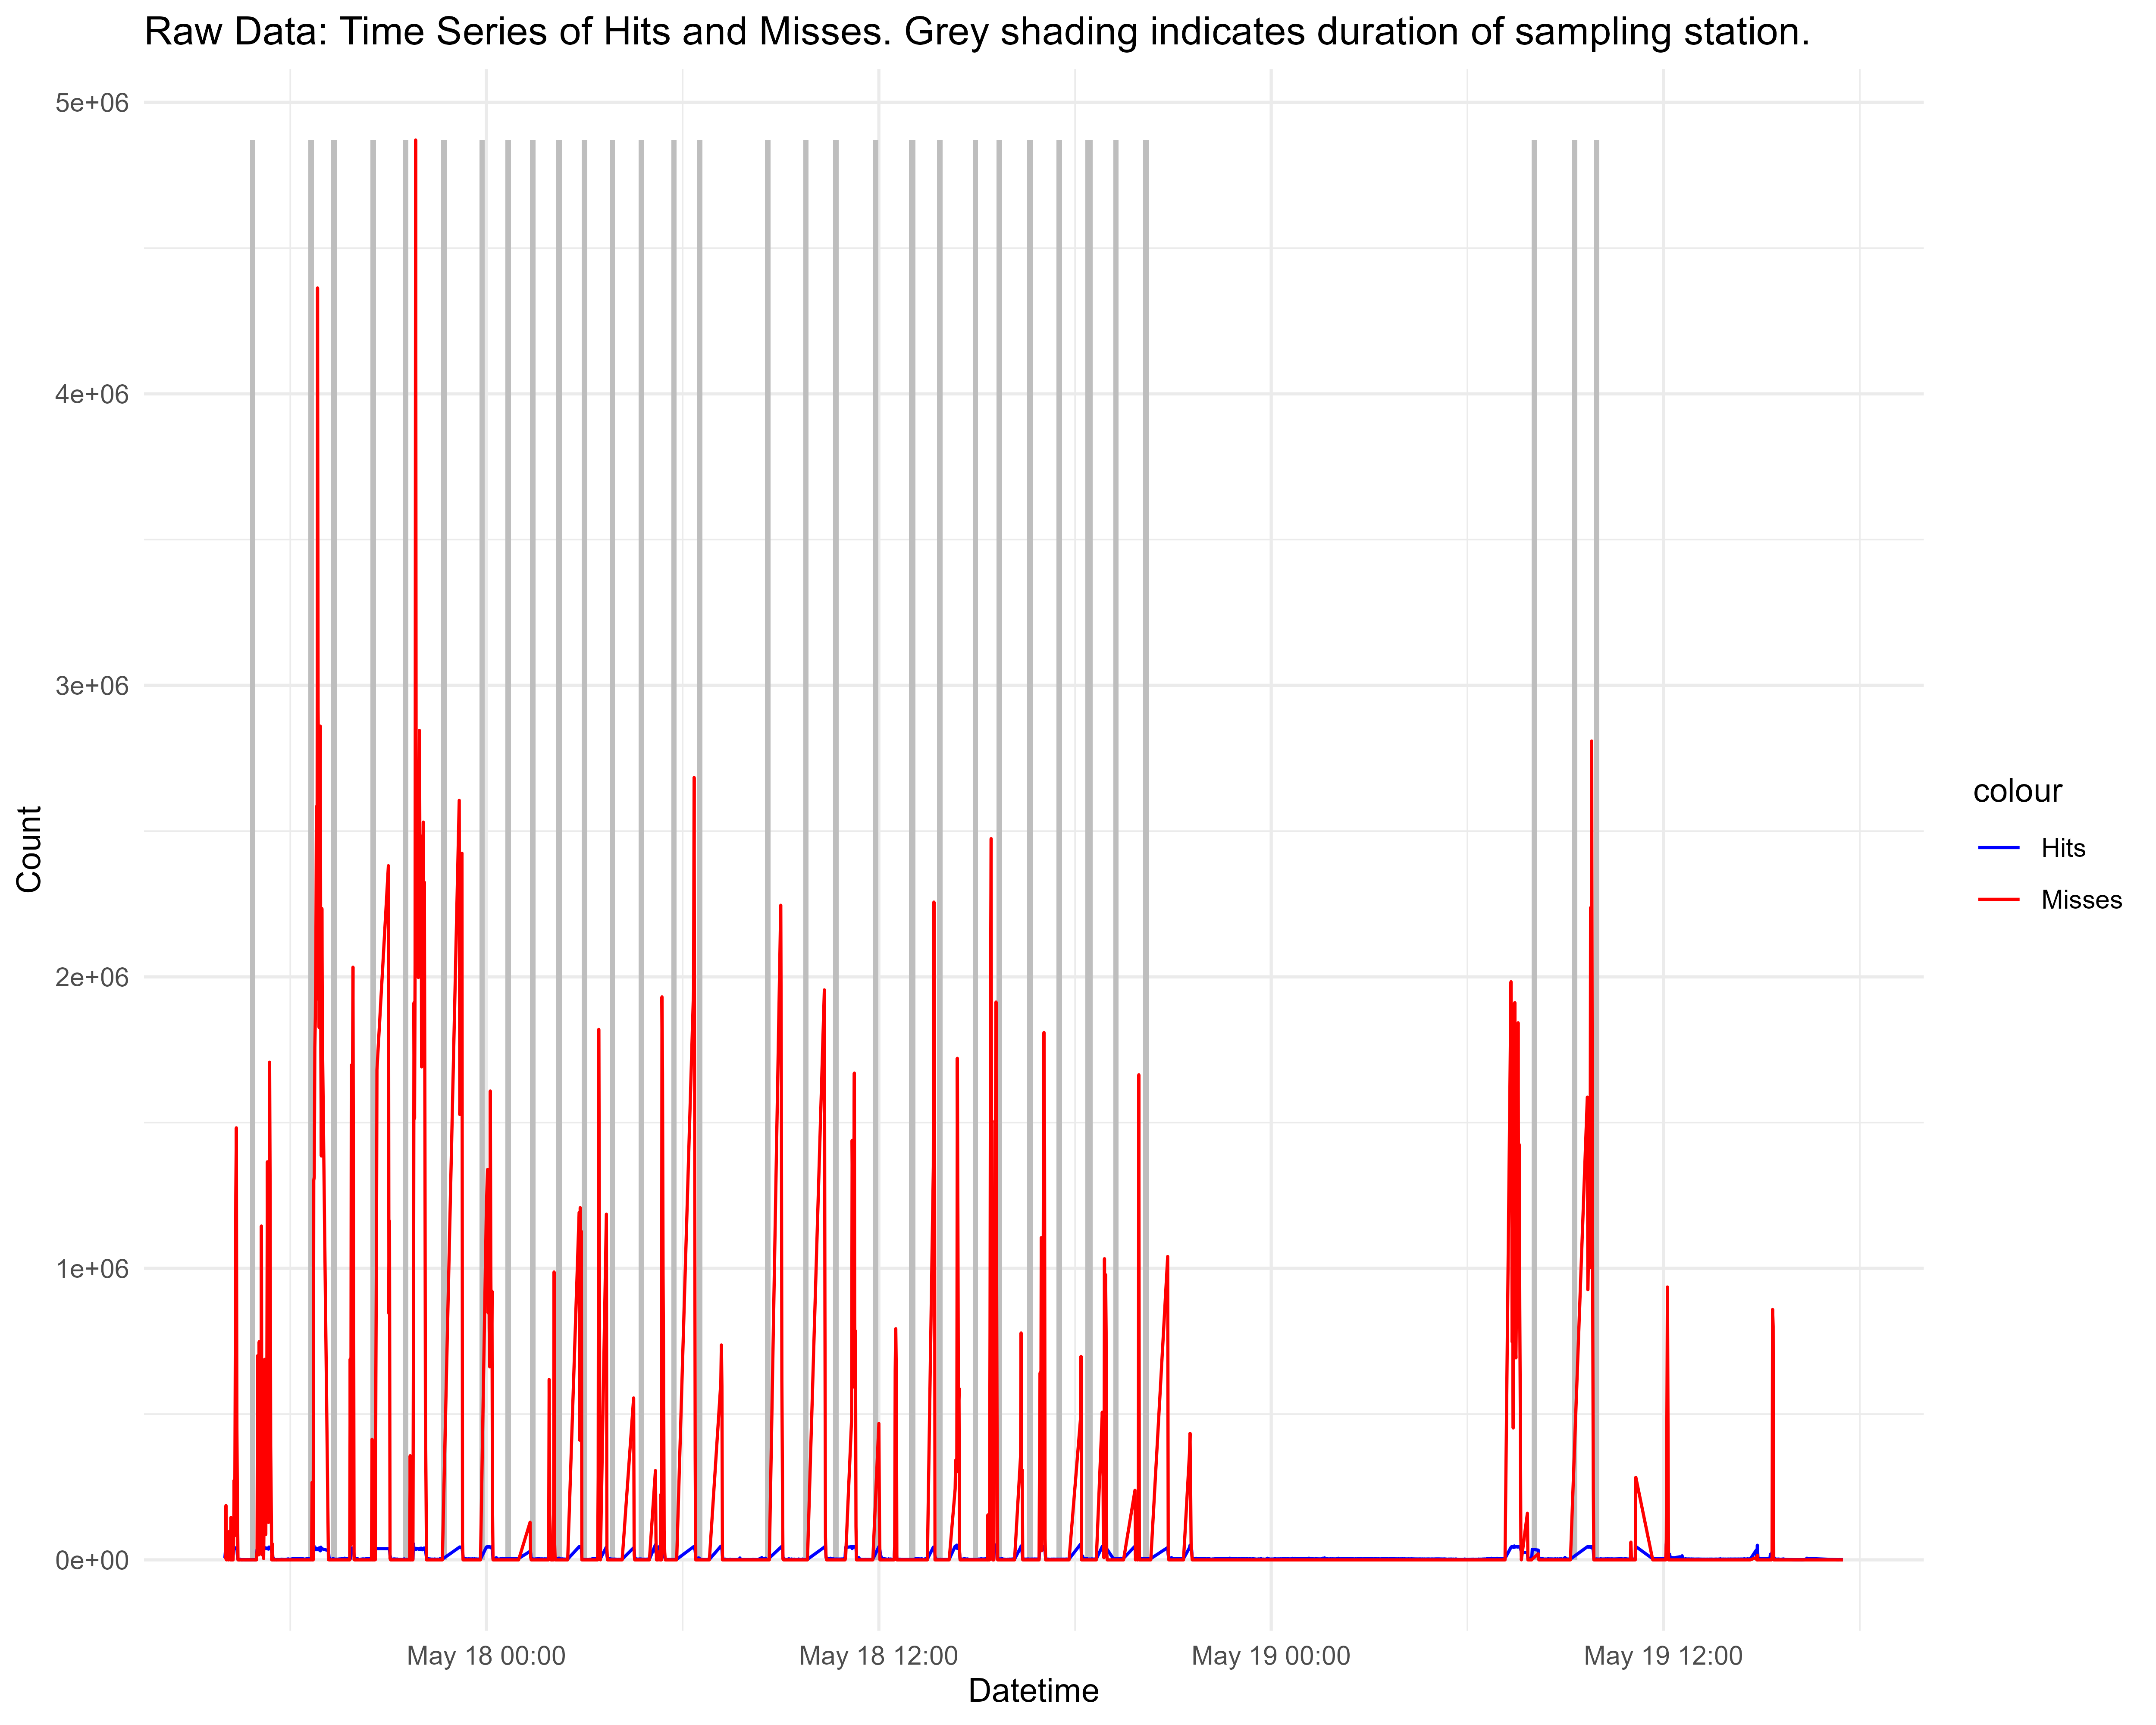 Raw Data: Time Series of Hits and Misses. Grey shading indicates duration of sampling station.
5e+06
4e+06
3e+06
2e+06
1e+06
0e+00
Count
May 18 00:00
May 18 12:00
May 19 00:00
May 19 12:00
Datetime
colour
Hits
Misses